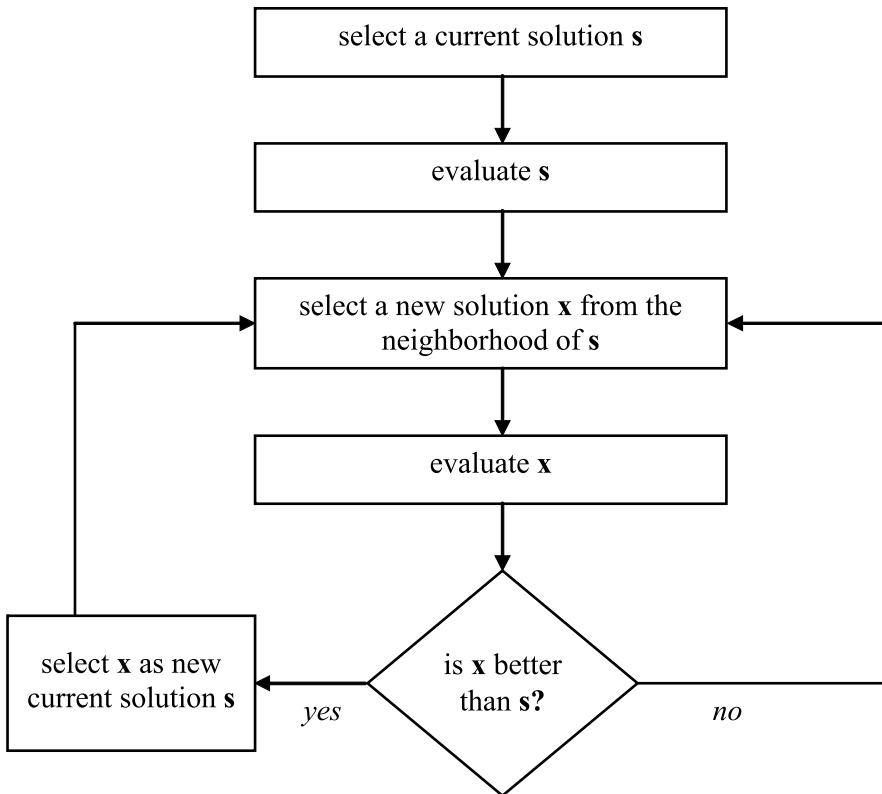 select a current solution s
evaluate s
select a new solution x from the
neighborhood of s
evaluate x
select x as new
current solution s
is x better
than s?
yes
no